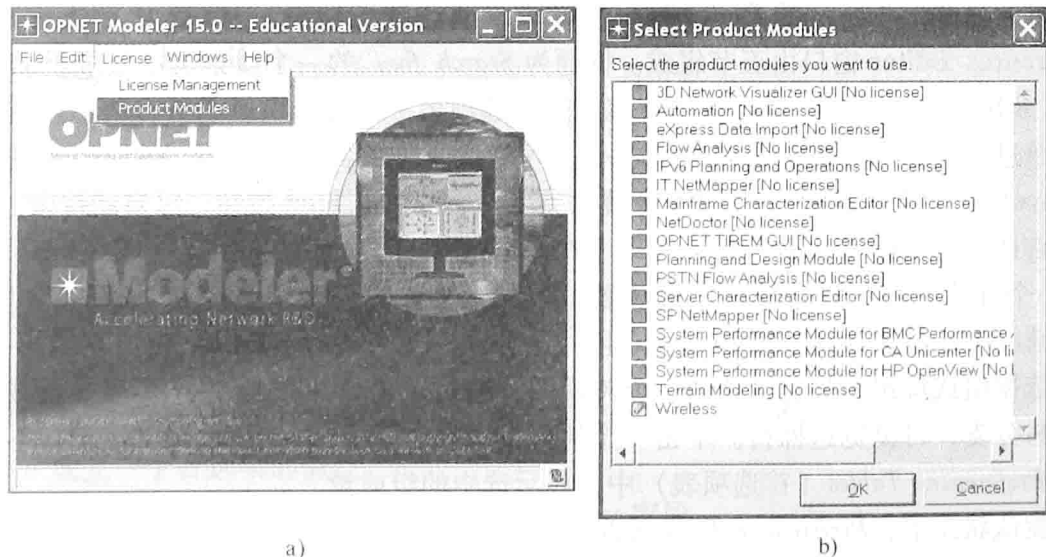 OPNET Modeler 15.0 -- Educational Version
File Edit License Windows Help
License Management
Product Modules
OPNET
Modeler
Accelerating Network R&D
a)
Select Product Modules
Select the product modules you want to use.
3D Network Visualizer GUI [No license]
Automation [No license]
eXpress Data Import [No license]
Flow Analysis [No license]
IPv6 Planning and Operations [No license]
IT NetMapper [No license]
Mainframe Characterization Editor [No license]
NetDoctor [No license]
OPNET TIREM GUI [No license]
Planning and Design Module [No license]
PSTN Flow Analysis [No license]
Server Characterization Editor [No license]
SP NetMapper [No license]
System Performance Module for BMC Performance
System Performance Module for CA Unicenter [No li
System Performance Module for HP OpenView [No l
Terrain Modeling [No license]
Wireless
OK Cancel
b)